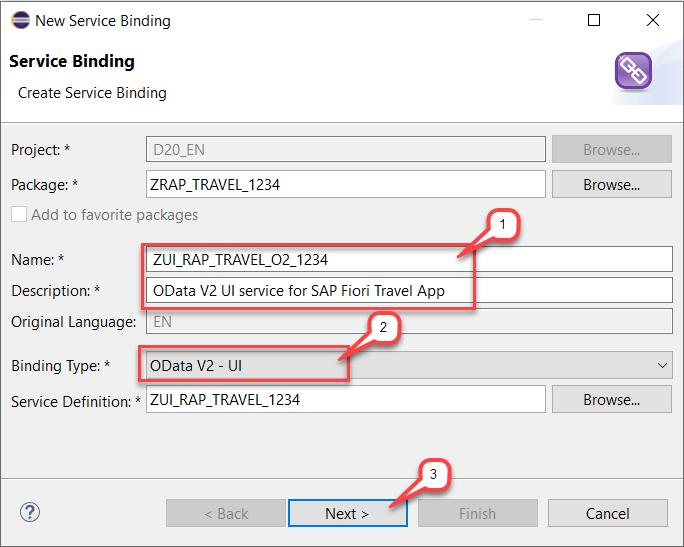 New Service Binding
Service Binding
Create Service Binding
Project: * D20_EN Browse...
Package: * ZRAP_TRAVEL_1234 Browse...
Add to favorite packages
1
Name: * ZUI_RAP_TRAVEL_O2_1234
Description: * OData V2 UI service for SAP Fiori Travel App
Original Language: EN
2
Binding Type: * OData V2 - UI
Service Definition: * ZUI_RAP_TRAVEL_1234 Browse...
3
? < Back Next > Finish Cancel